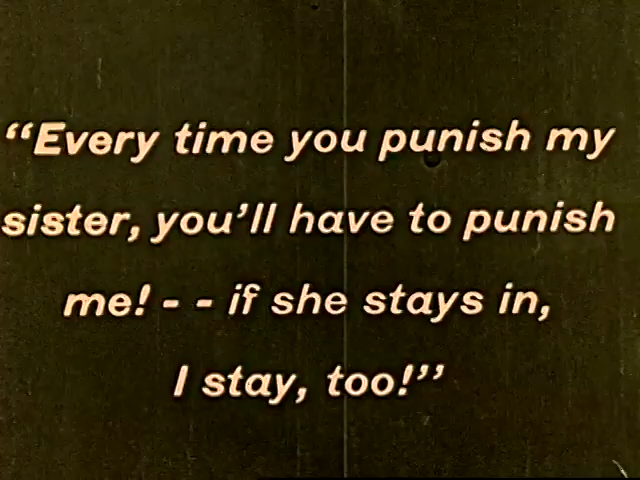 “Every time you punish my
sister, you’ll have to punish
me! - - if she stays in,
I stay, too!”